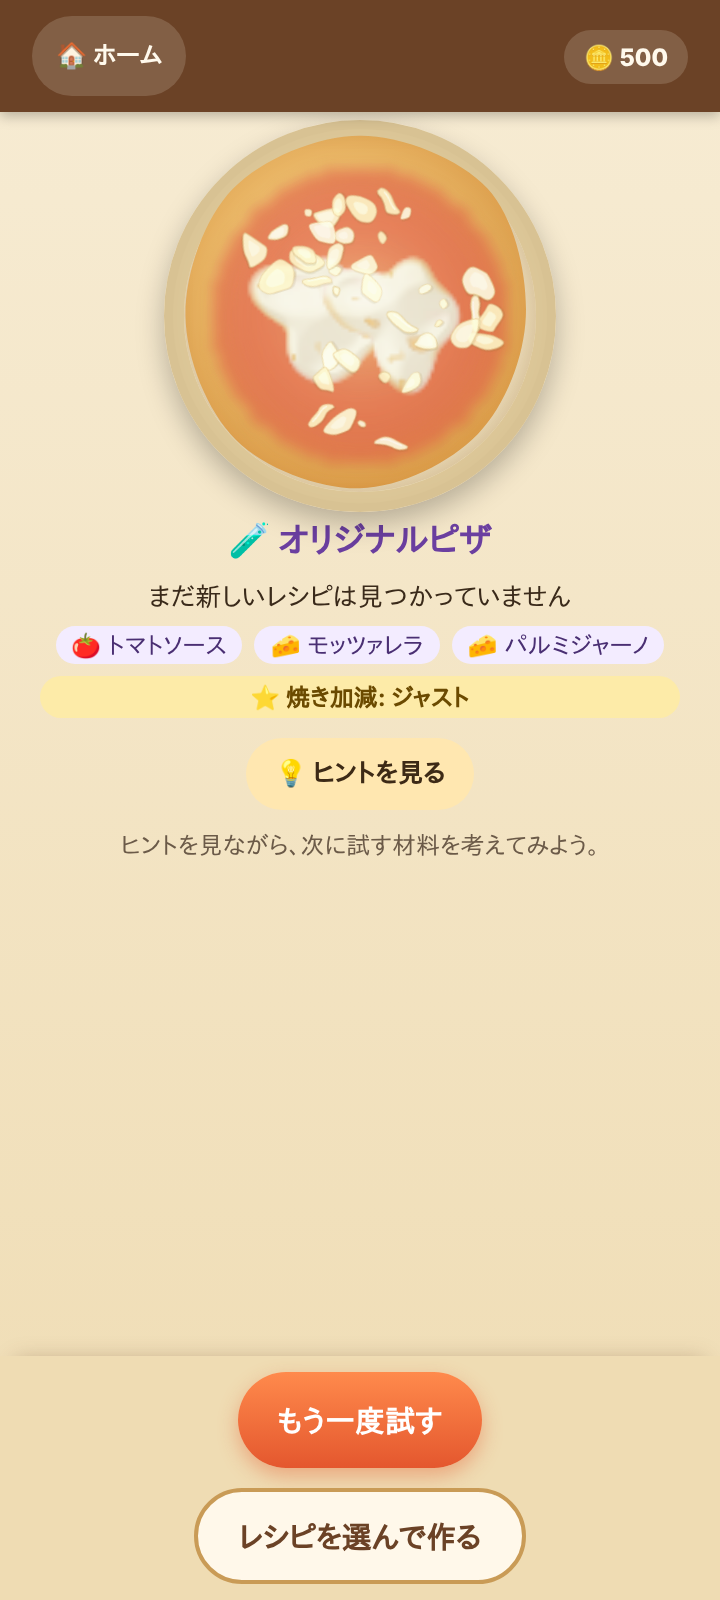 🏠 ホーム
🪙 500
🧪 オリジナルピザ
まだ新しいレシピは見つかっていません
🍅 トマトソース 🧀 モッツァレラ 🧀 パルミジャーノ
⭐ 焼き加減: ジャスト
💡 ヒントを見る
ヒントを見ながら、次に試す材料を考えてみよう。
もう一度試す
レシピを選んで作る